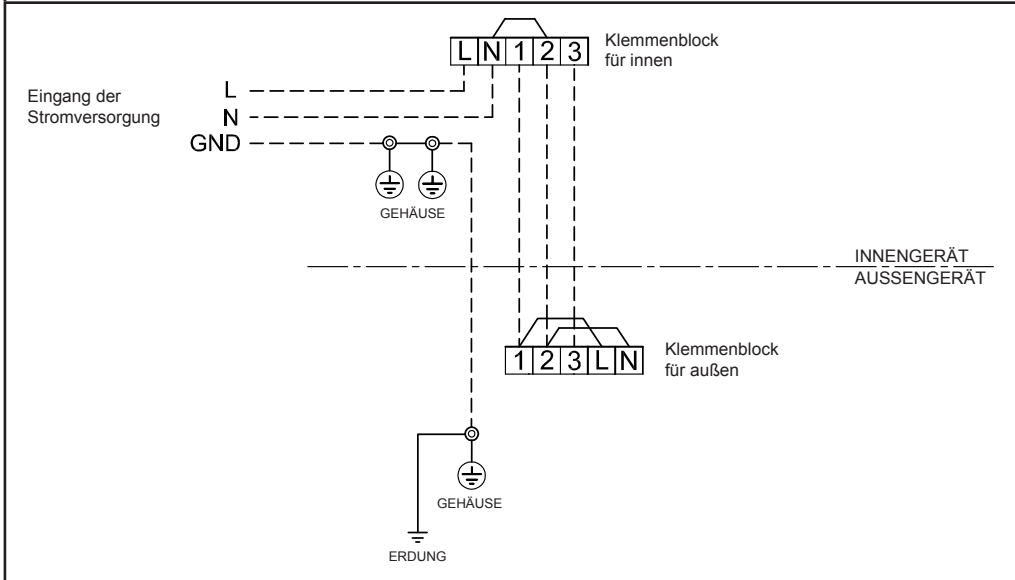 L N 1 2 3
Klemmenblock
für innen
Eingang der
Stromversorgung
L
N
GND
GEHÄUSE
INNENGERÄT
AUSSENGERÄT
1 2 3 L N
Klemmenblock
für außen
GEHÄUSE
ERDUNG